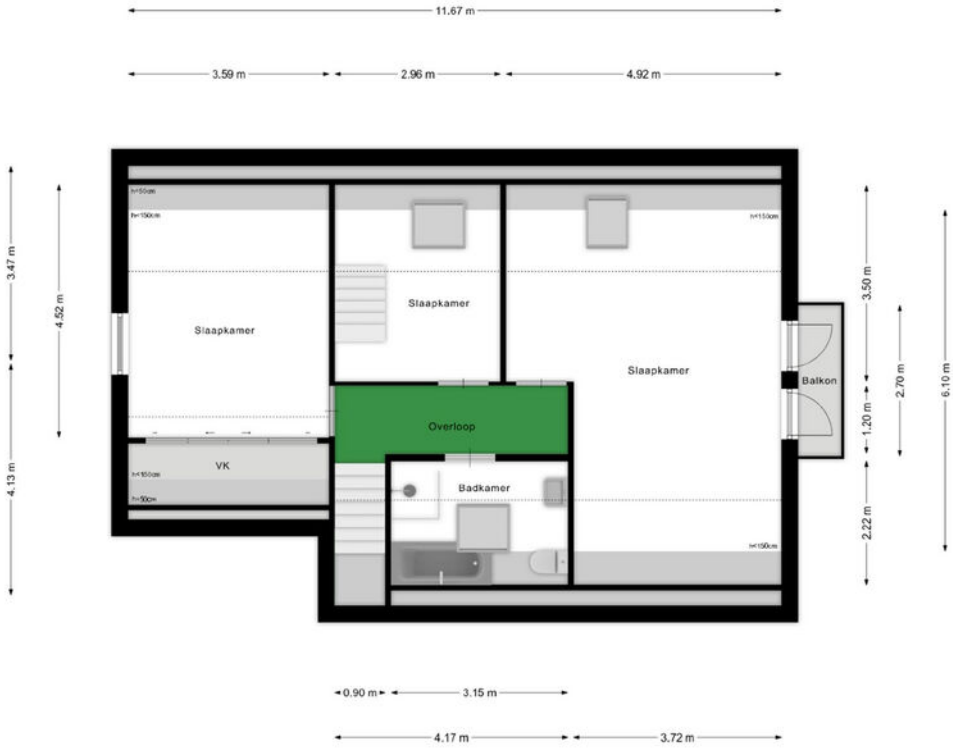 11.67 m
3.59 m
2.96 m
4.92 m
h<50cm
h<150cm
h<150cm
3.47 m
4.52 m
3.50 m
Slaapkamer
Slaapkamer
Slaapkamer
Balkon
2.70 m
6.10 m
1.20 m
Overloop
4.13 m
VK
h<150cm
h<50cm
Badkamer
2.22 m
h<150cm
0.90 m
3.15 m
4.17 m
3.72 m